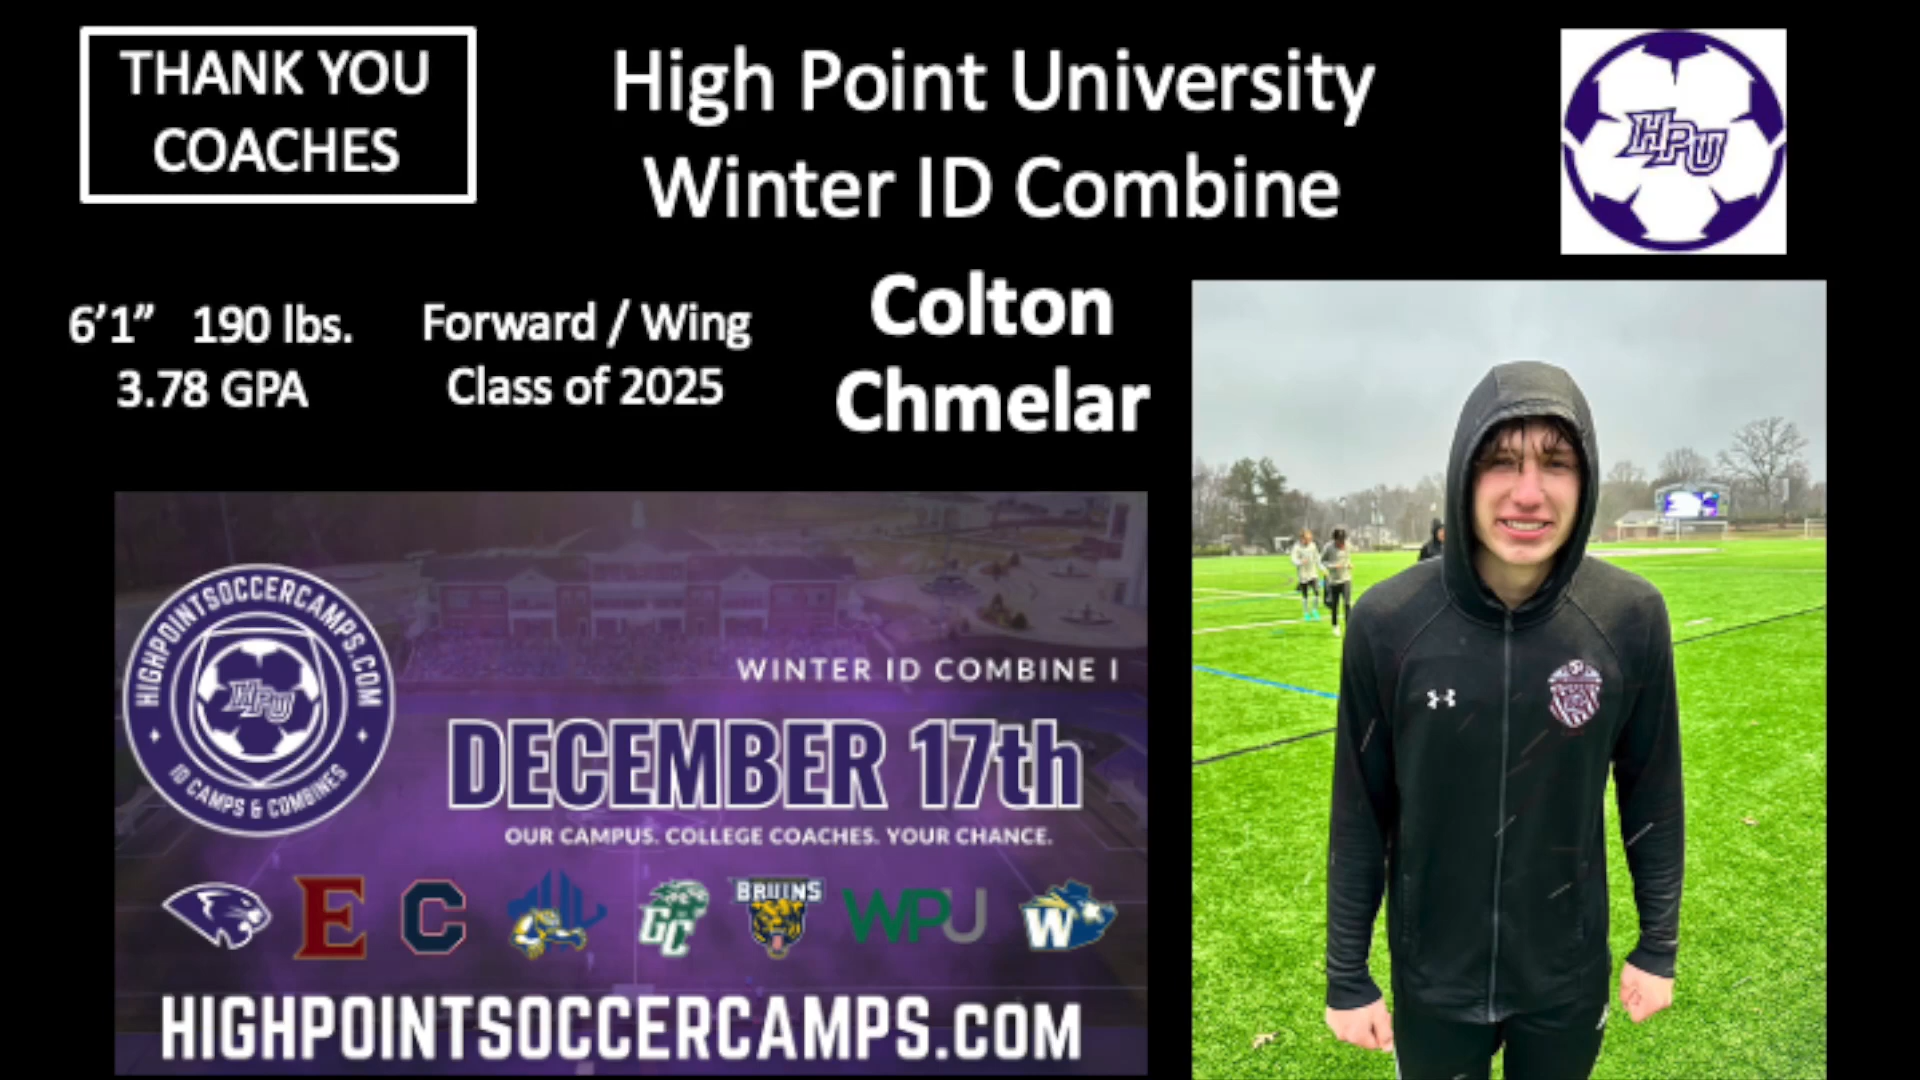 THANK YOU
COACHES
High Point University
Winter ID Combine
HPU
6’1” 190 lbs.
3.78 GPA
Forward / Wing
Class of 2025
Colton
Chmelar
HIGHPOINTSOCCERCAMPS.COM
HPU
ID CAMPS & COMBINES
WINTER ID COMBINE I
DECEMBER 17th
OUR CAMPUS. COLLEGE COACHES. YOUR CHANCE.
E
C
GC
BRUINS
WPU
W
HIGHPOINTSOCCERCAMPS.COM